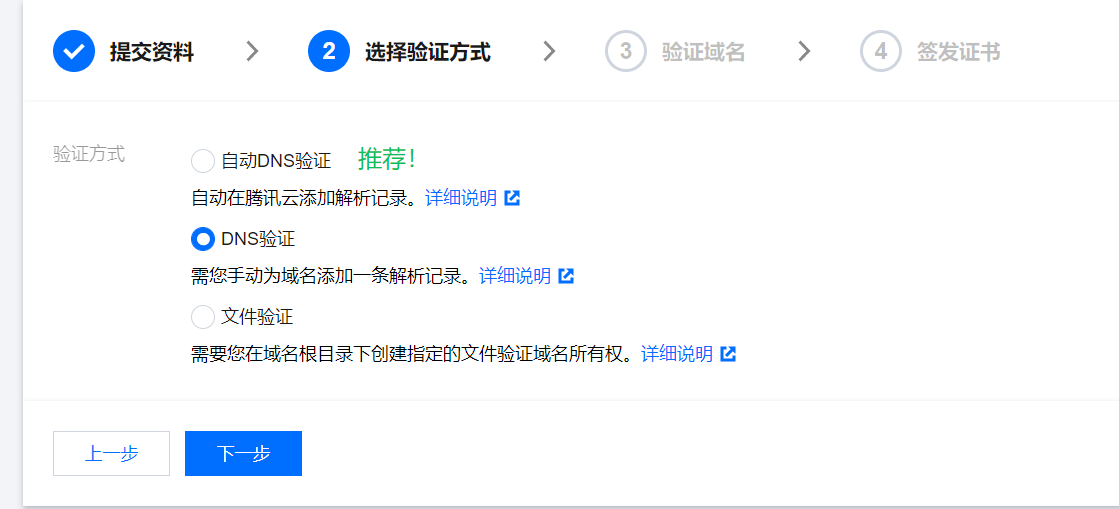 提交资料 2 选择验证方式 3 验证域名 4 签发证书
验证方式
自动DNS验证 推荐！
自动在腾讯云添加解析记录。详细说明
DNS验证
需您手动为域名添加一条解析记录。详细说明
文件验证
需要您在域名根目录下创建指定的文件验证域名所有权。详细说明
上一步 下一步